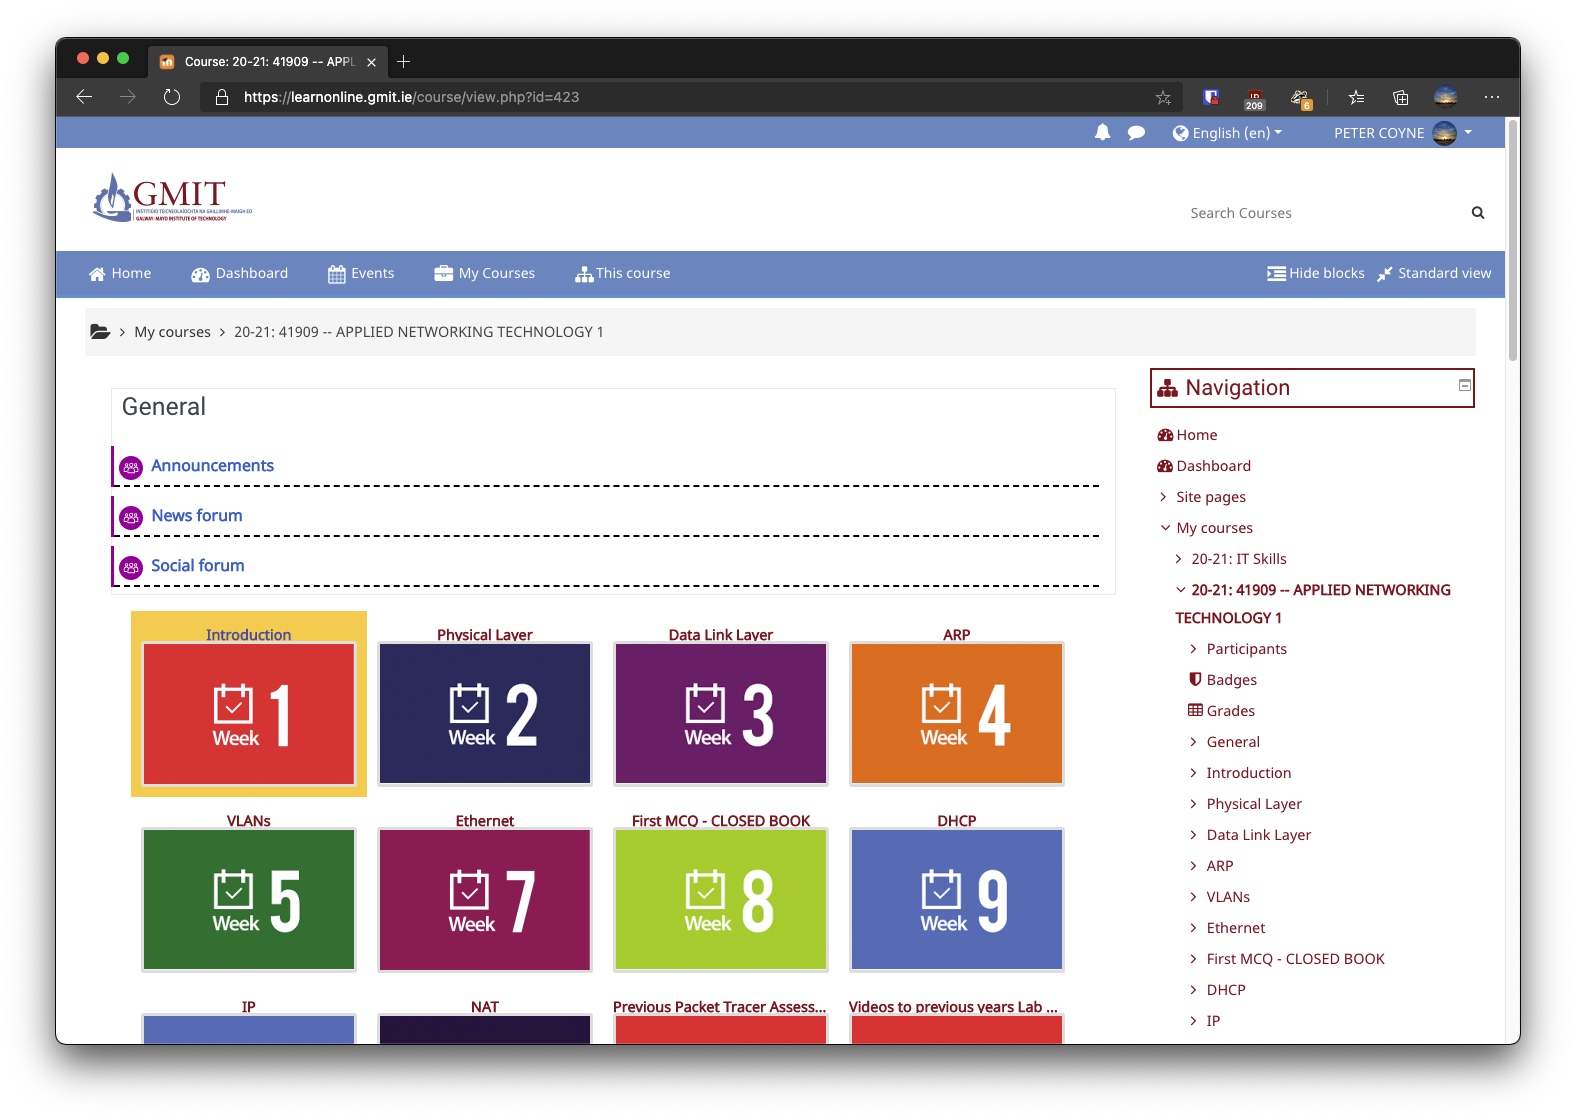 Course: 20-21: 41909 -- APPL
https://learnonline.gmit.ie/course/view.php?id=423
209
6
English (en)
PETER COYNE
GMIT
INSTITIÚID TEICNEOLAÍOCHTA NA GAILLIMHE-MAIGH EO
GALWAY-MAYO INSTITUTE OF TECHNOLOGY
Search Courses
Home
Dashboard
Events
My Courses
This course
Hide blocks
Standard view
My courses
20-21: 41909 -- APPLIED NETWORKING TECHNOLOGY 1
General
Announcements
News forum
Social forum
Introduction
Physical Layer
Data Link Layer
ARP
Week 1
Week 2
Week 3
Week 4
VLANs
Ethernet
First MCQ - CLOSED BOOK
DHCP
Week 5
Week 7
Week 8
Week 9
IP
NAT
Previous Packet Tracer Assess...
Videos to previous years Lab ...
Navigation
Home
Dashboard
Site pages
My courses
20-21: IT Skills
20-21: 41909 -- APPLIED NETWORKING
TECHNOLOGY 1
Participants
Badges
Grades
General
Introduction
Physical Layer
Data Link Layer
ARP
VLANs
Ethernet
First MCQ - CLOSED BOOK
DHCP
IP